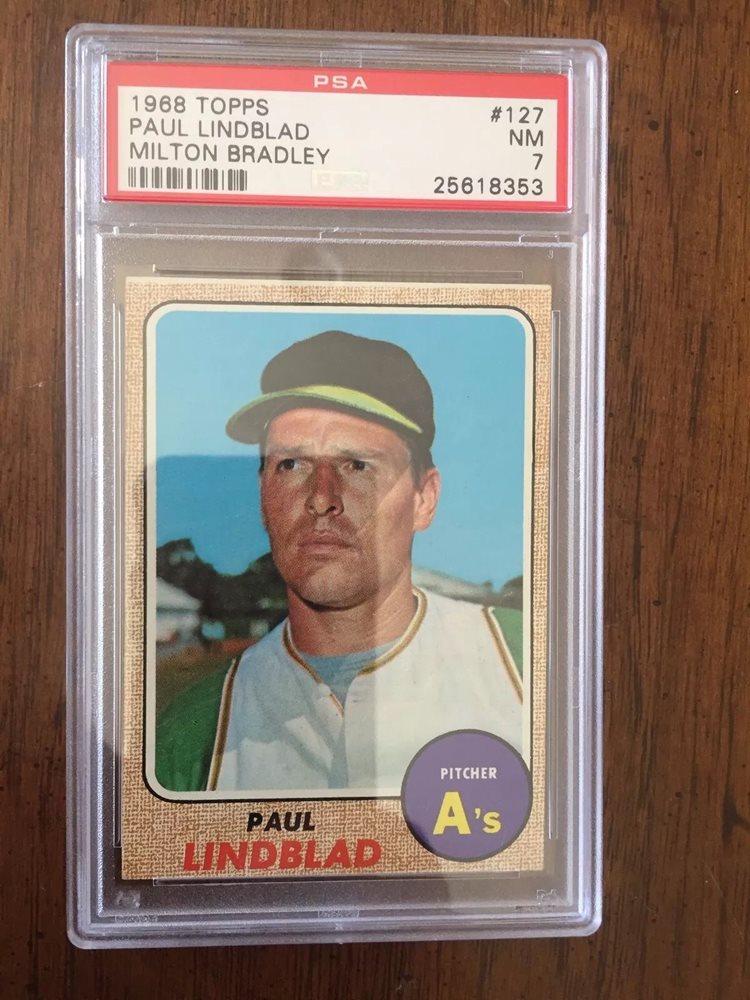 PSA
1968 TOPPS #127
PAUL LINDBLAD NM
MILTON BRADLEY 7
25618353
PITCHER
A's
PAUL
LINDBLAD